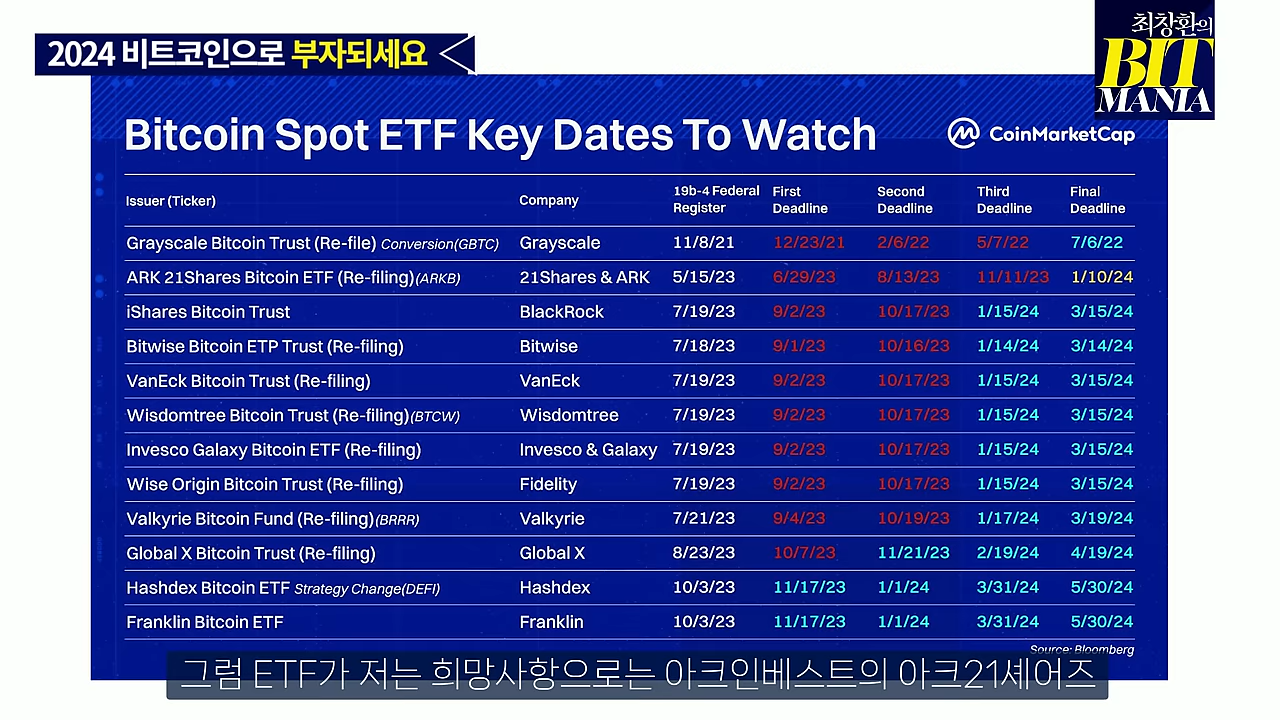 2024 비트코인으로 부자되세요
최창환의
BIT
MANIA
Bitcoin Spot ETF Key Dates To Watch
CoinMarketCap
Issuer (Ticker) Company 19b-4 Federal Register First Deadline Second Deadline Third Deadline Final Deadline
Grayscale Bitcoin Trust (Re-file) Conversion(GBTC) Grayscale 11/8/21 12/23/21 2/6/22 5/7/22 7/6/22
ARK 21Shares Bitcoin ETF (Re-filing)(ARKB) 21Shares & ARK 5/15/23 6/29/23 8/13/23 11/11/23 1/10/24
iShares Bitcoin Trust BlackRock 7/19/23 9/2/23 10/17/23 1/15/24 3/15/24
Bitwise Bitcoin ETP Trust (Re-filing) Bitwise 7/18/23 9/1/23 10/16/23 1/14/24 3/14/24
VanEck Bitcoin Trust (Re-filing) VanEck 7/19/23 9/2/23 10/17/23 1/15/24 3/15/24
Wisdomtree Bitcoin Trust (Re-filing)(BTCW) Wisdomtree 7/19/23 9/2/23 10/17/23 1/15/24 3/15/24
Invesco Galaxy Bitcoin ETF (Re-filing) Invesco & Galaxy 7/19/23 9/2/23 10/17/23 1/15/24 3/15/24
Wise Origin Bitcoin Trust (Re-filing) Fidelity 7/19/23 9/2/23 10/17/23 1/15/24 3/15/24
Valkyrie Bitcoin Fund (Re-filing)(BRRR) Valkyrie 7/21/23 9/4/23 10/19/23 1/17/24 3/19/24
Global X Bitcoin Trust (Re-filing) Global X 8/23/23 10/7/23 11/21/23 2/19/24 4/19/24
Hashdex Bitcoin ETF Strategy Change(DEFI) Hashdex 10/3/23 11/17/23 1/1/24 3/31/24 5/30/24
Franklin Bitcoin ETF Franklin 10/3/23 11/17/23 1/1/24 3/31/24 5/30/24
Source: Bloomberg
그럼 ETF가 저는 희망사항으로는 아크인베스트의 아크21셰어즈